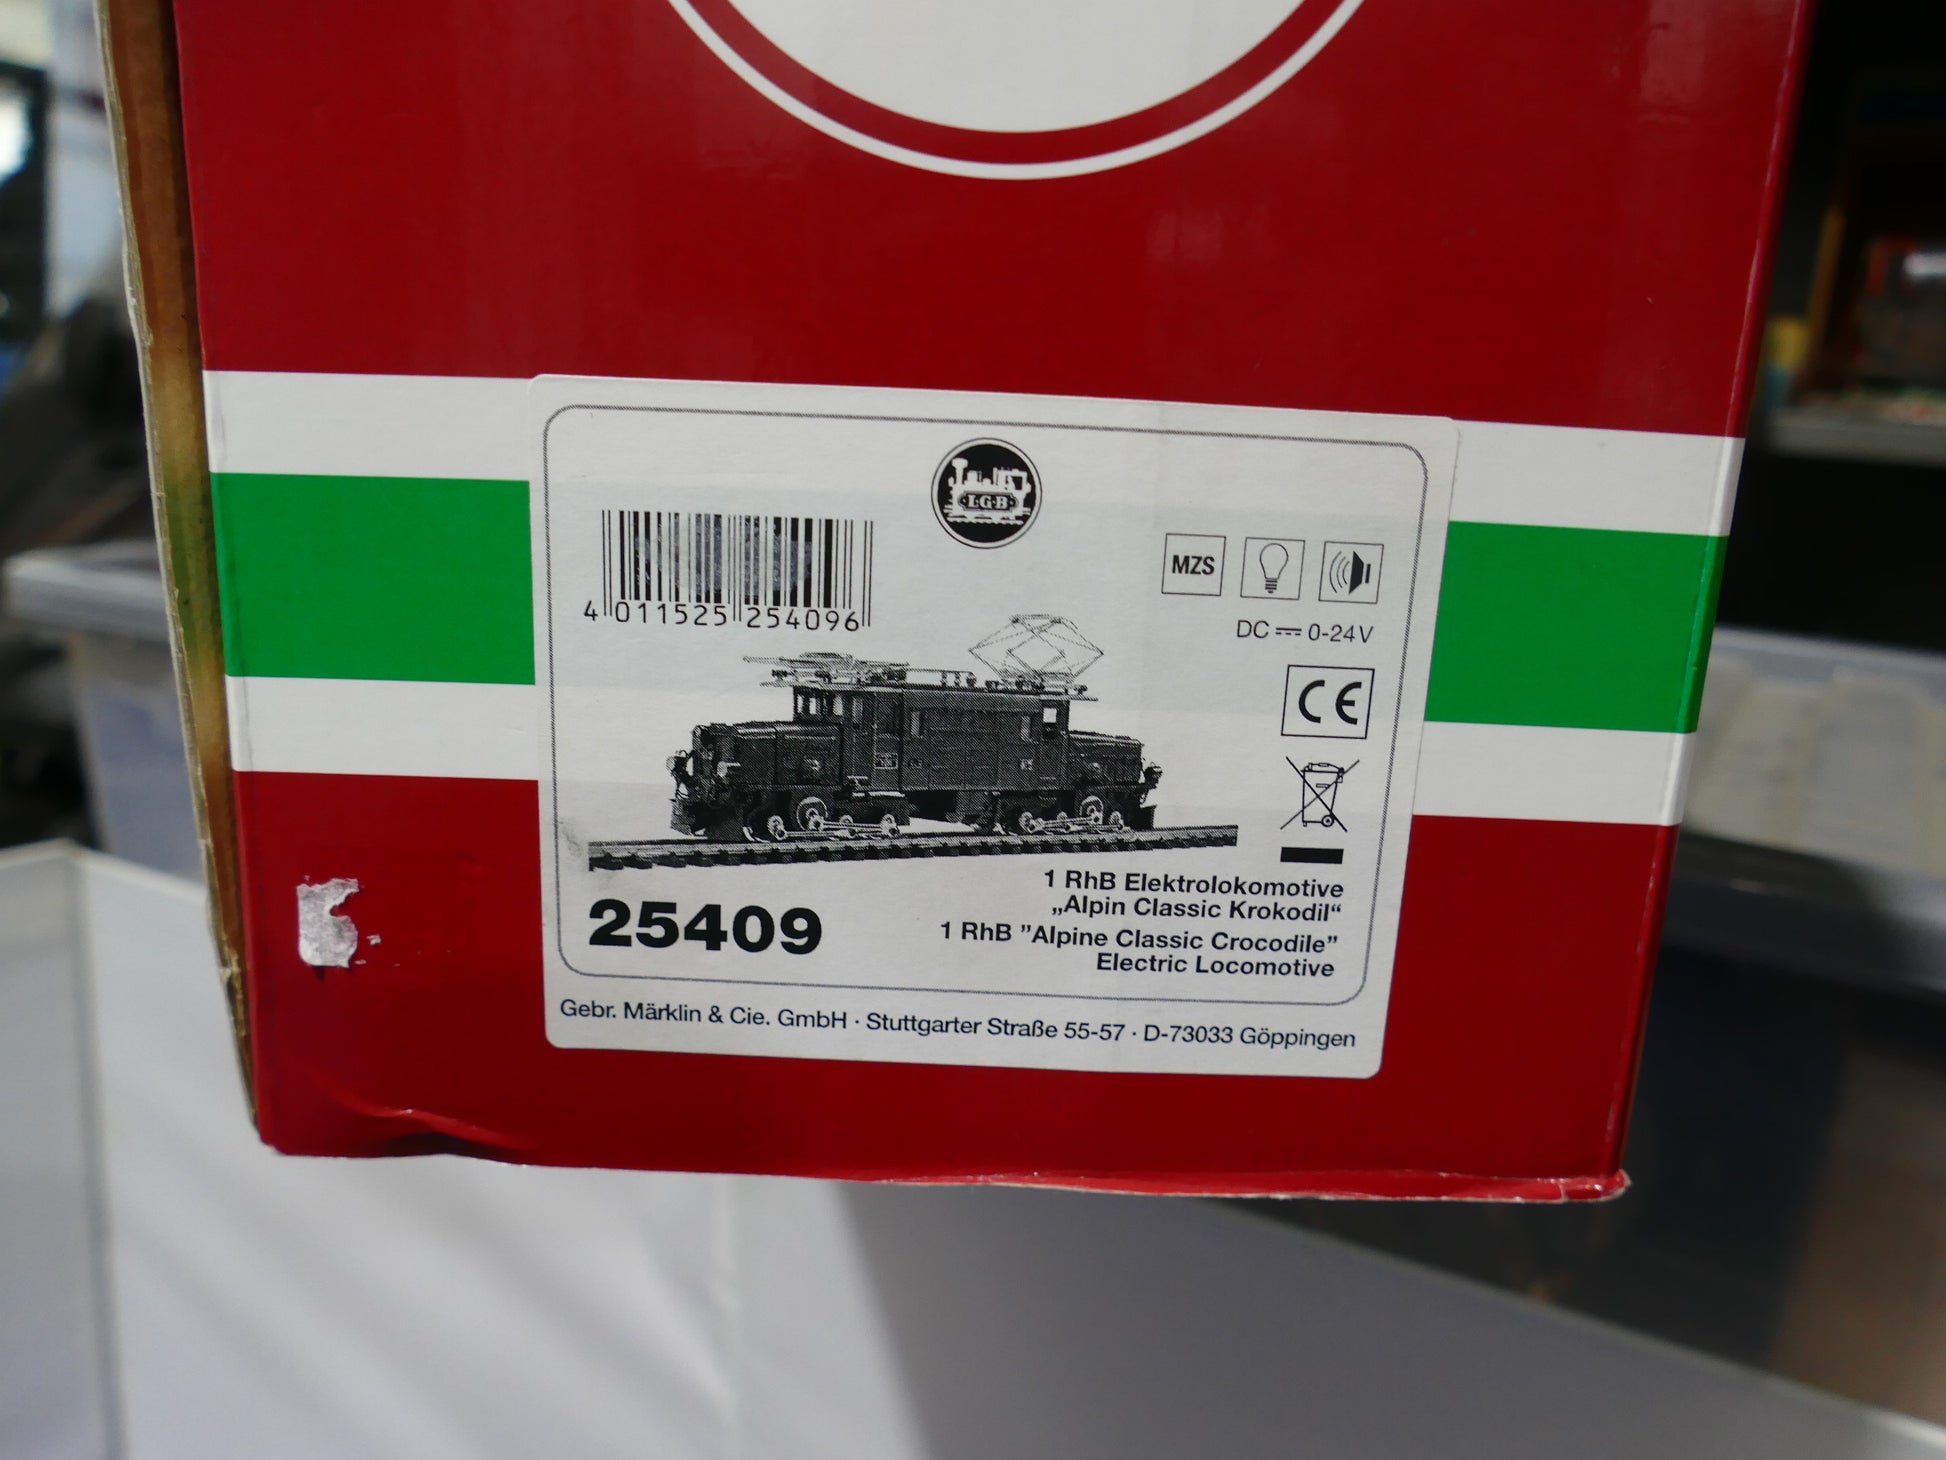 L·G·B
MZS
4 011525 254096
DC 0-24V
CE
25409
1 RhB Elektrolokomotive
„Alpin Classic Krokodil“
1 RhB ”Alpine Classic Crocodile”
Electric Locomotive
Gebr. Märklin & Cie. GmbH · Stuttgarter Straße 55-57 · D-73033 Göppingen